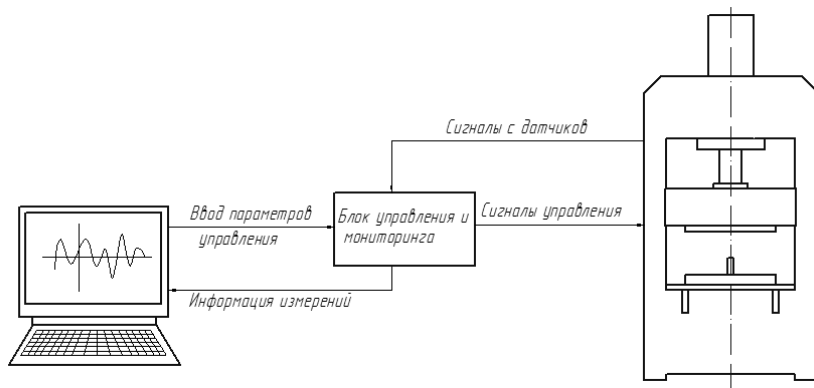 Сигналы с датчиков
Ввод параметров
управления
Блок управления и
мониторинга
Сигналы управления
Информация измерений